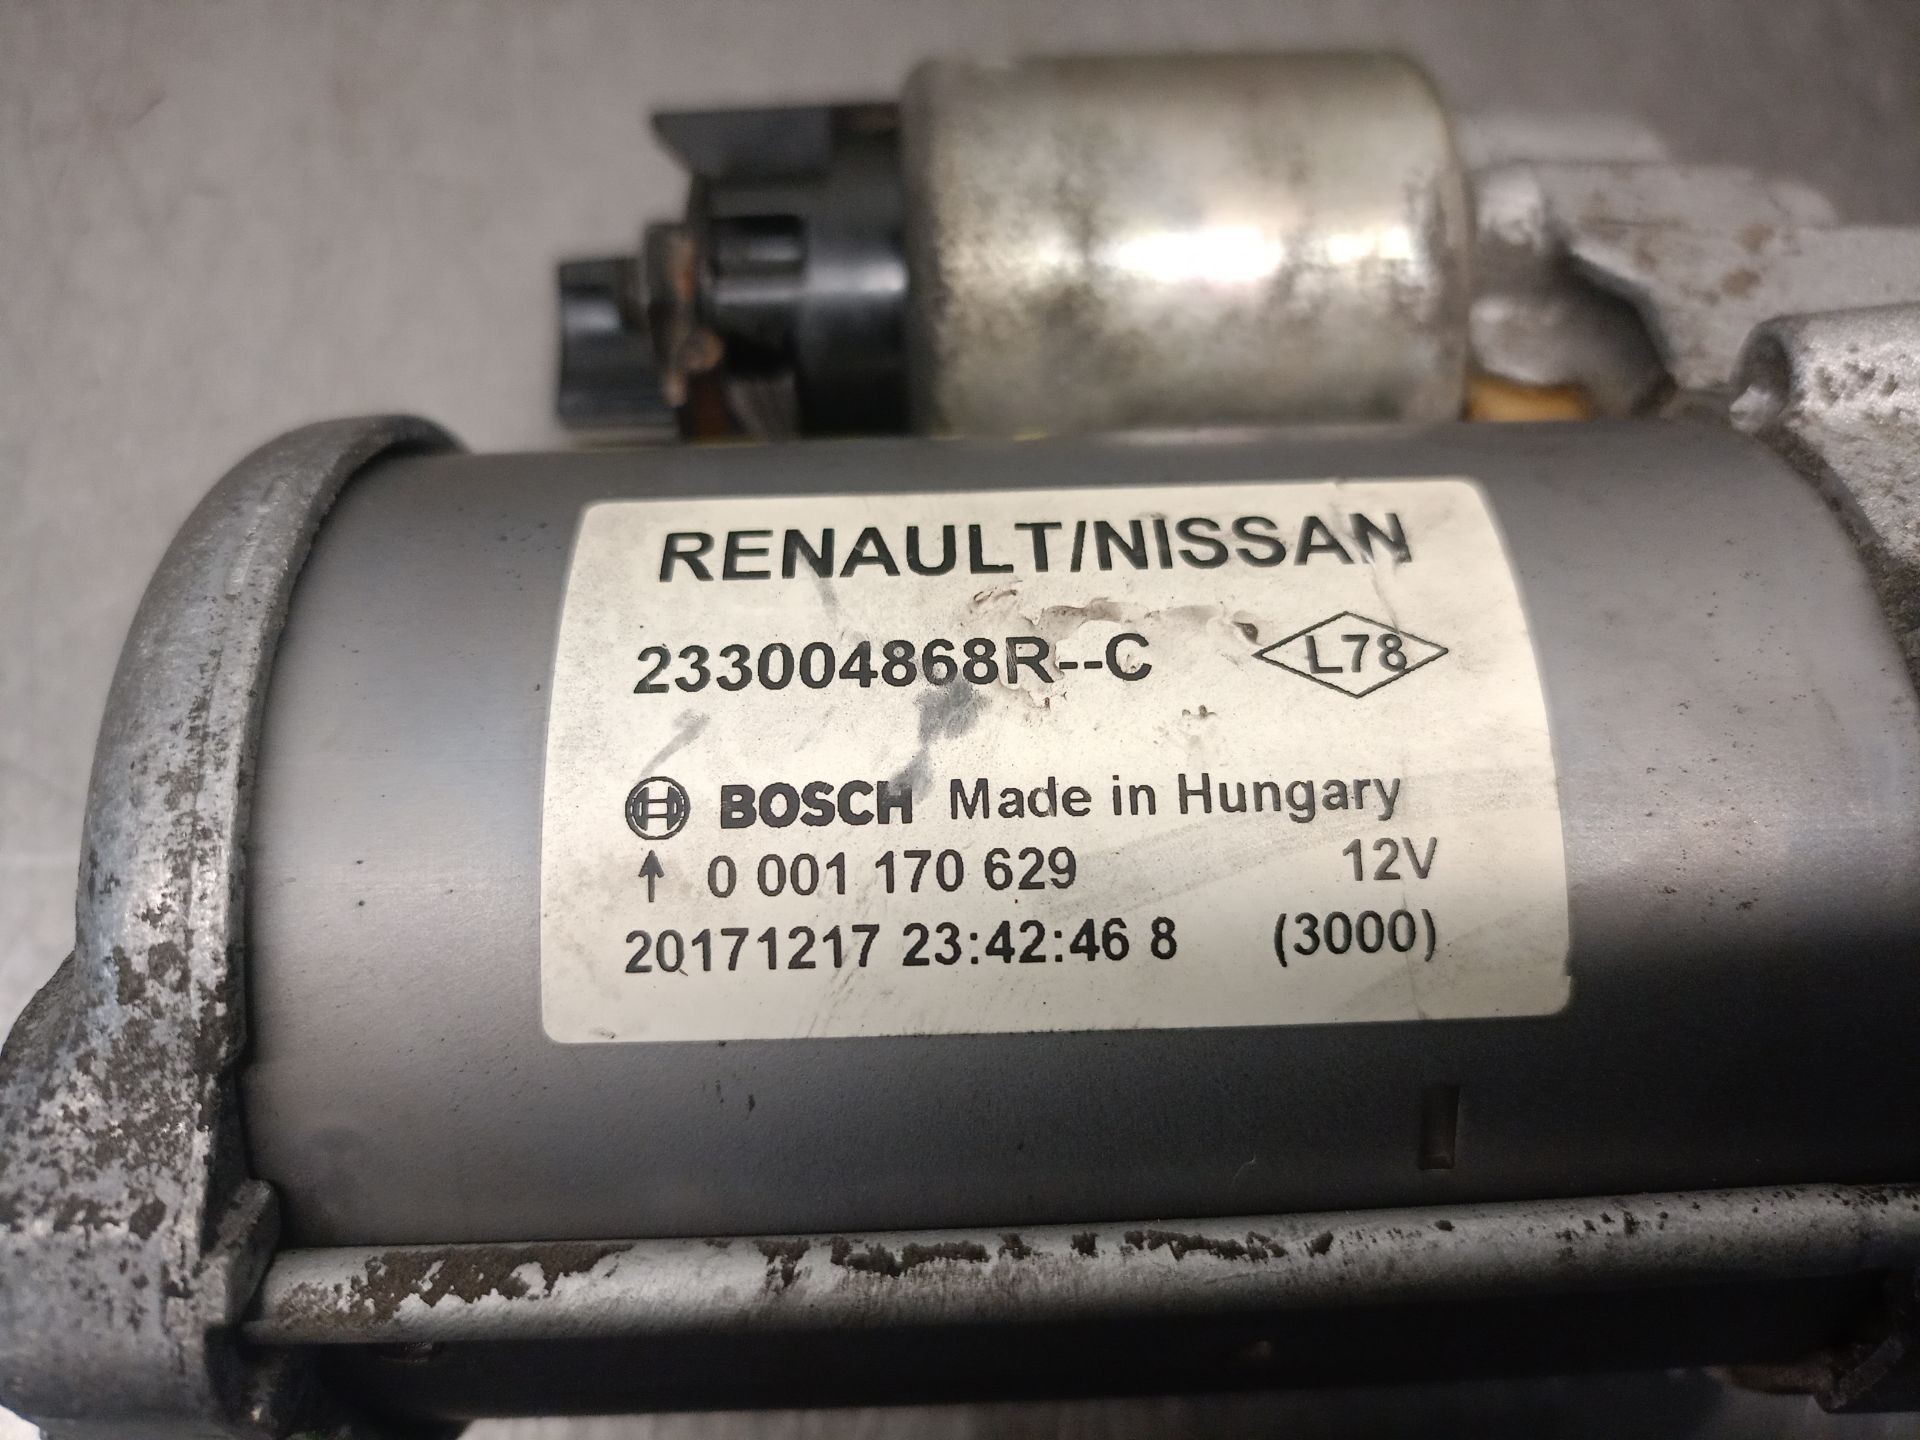 RENAULT/NISSAN
233004868R--C L78
BOSCH Made in Hungary
↑ 0 001 170 629 12V
20171217 23:42:46 8 (3000)